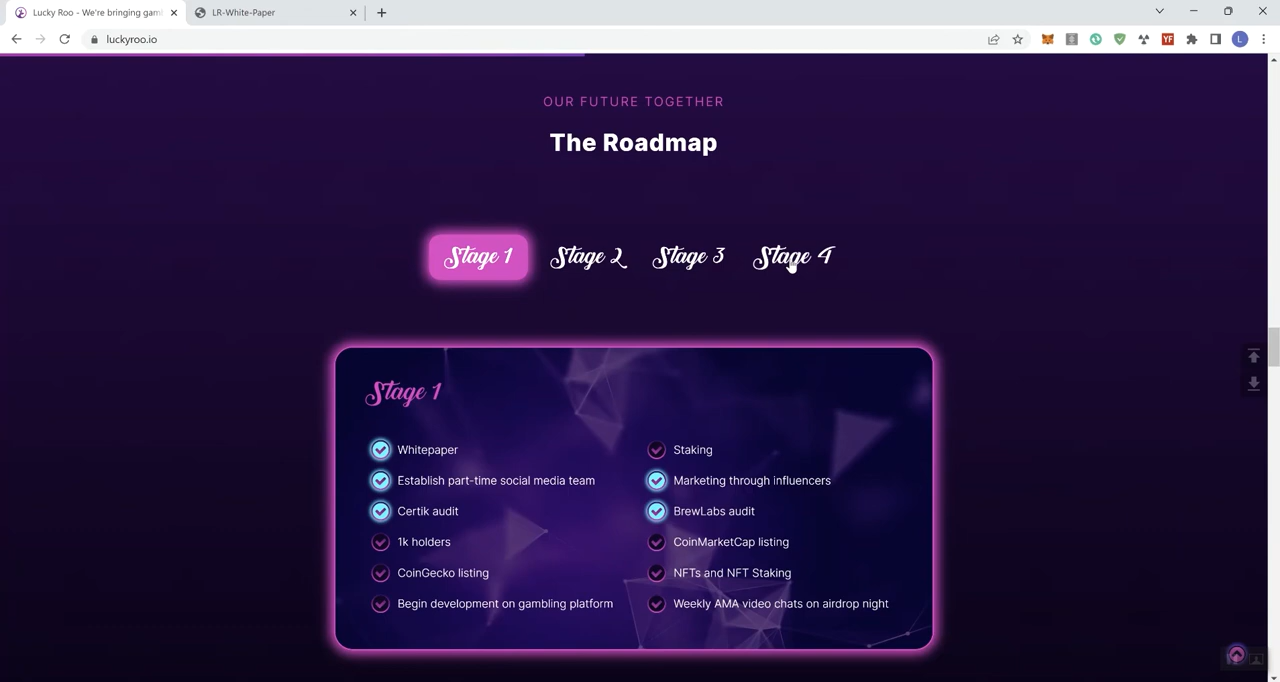 Lucky Roo - We're bringing gam
LR-White-Paper
luckyroo.io
YF
L
OUR FUTURE TOGETHER
The Roadmap
Stage 1
Stage 2
Stage 3
Stage 4
Stage 1
Whitepaper
Establish part-time social media team
Certik audit
1k holders
CoinGecko listing
Begin development on gambling platform
Staking
Marketing through influencers
BrewLabs audit
CoinMarketCap listing
NFTs and NFT Staking
Weekly AMA video chats on airdrop night